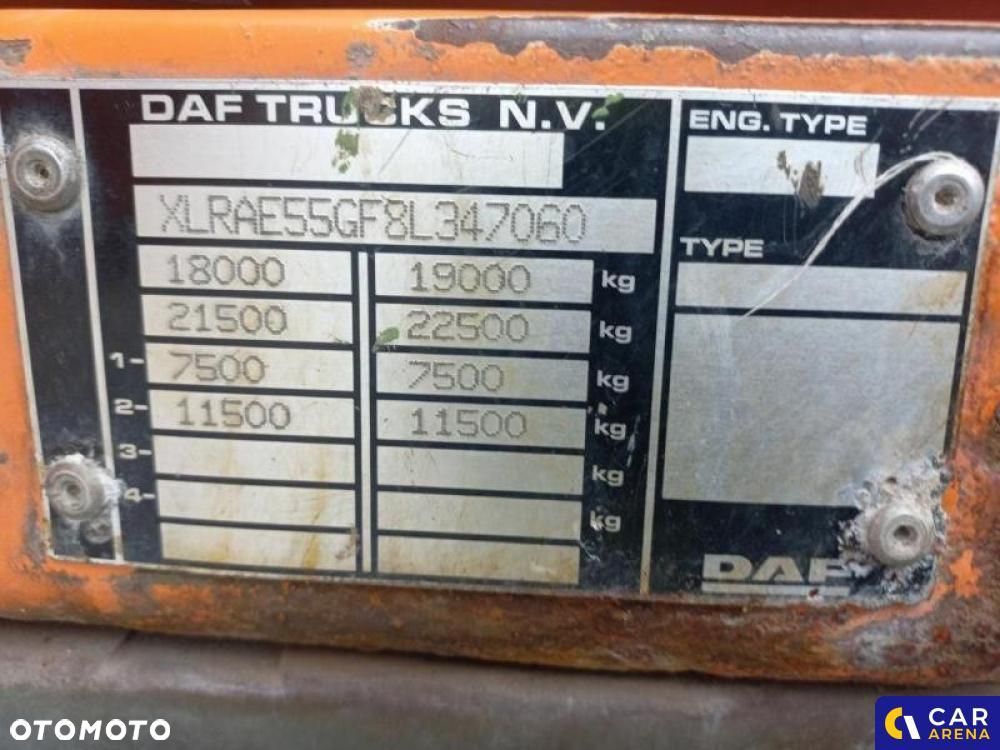 DAF TRUCKS N.V.
ENG. TYPE
XLRAE55GF8L347060
TYPE
18000 19000 kg
21500 22500 kg
1- 7500 7500 kg
2- 11500 11500 kg
3- kg
4- kg
DAF
OTOMOTO
CAR
ARENA